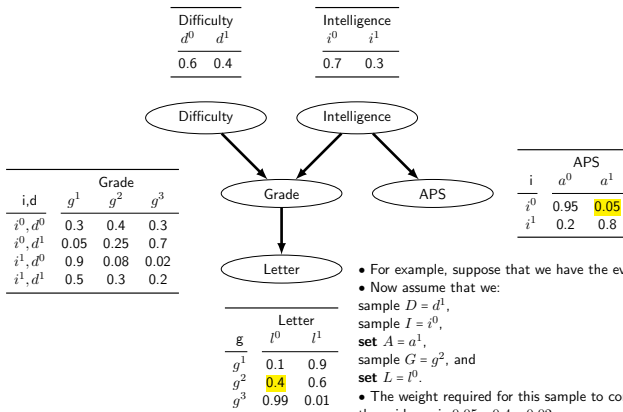 Difficulty
d⁰ d¹
0.6 0.4
Intelligence
i⁰ i¹
0.7 0.3
Difficulty
Intelligence
Grade
i,d g¹ g² g³
i⁰, d⁰ 0.3 0.4 0.3
i⁰, d¹ 0.05 0.25 0.7
i¹, d⁰ 0.9 0.08 0.02
i¹, d¹ 0.5 0.3 0.2
Grade
APS
APS
i a⁰ a¹
i⁰ 0.95 0.05
i¹ 0.2 0.8
Letter
Letter
g l⁰ l¹
g¹ 0.1 0.9
g² 0.4 0.6
g³ 0.99 0.01
• For example, suppose that we have the
• Now assume that we:
sample D = d¹,
sample I = i⁰,
set A = a¹,
sample G = g², and
set L = l⁰.
• The weight required for this sample to